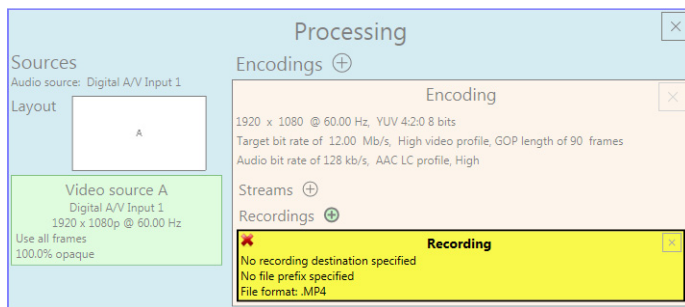 Processing
Sources
Audio source: Digital A/V Input 1
Layout
A
Video source A
Digital A/V Input 1
1920 x 1080p @ 60.00 Hz
Use all frames
100.0% opaque
Encodings
Encoding
1920 x 1080 @ 60.00 Hz, YUV 4:2:0 8 bits
Target bit rate of 12.00 Mb/s, High video profile, GOP length of 90 frames
Audio bit rate of 128 kb/s, AAC LC profile, High
Streams
Recordings
Recording
No recording destination specified
No file prefix specified
File format: .MP4